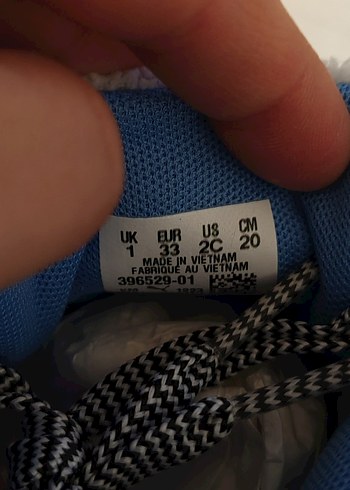 UK EUR US CM
1 33 2C 20
MADE IN VIETNAM
FABRIQUÉ AU VIETNAM
396529-01